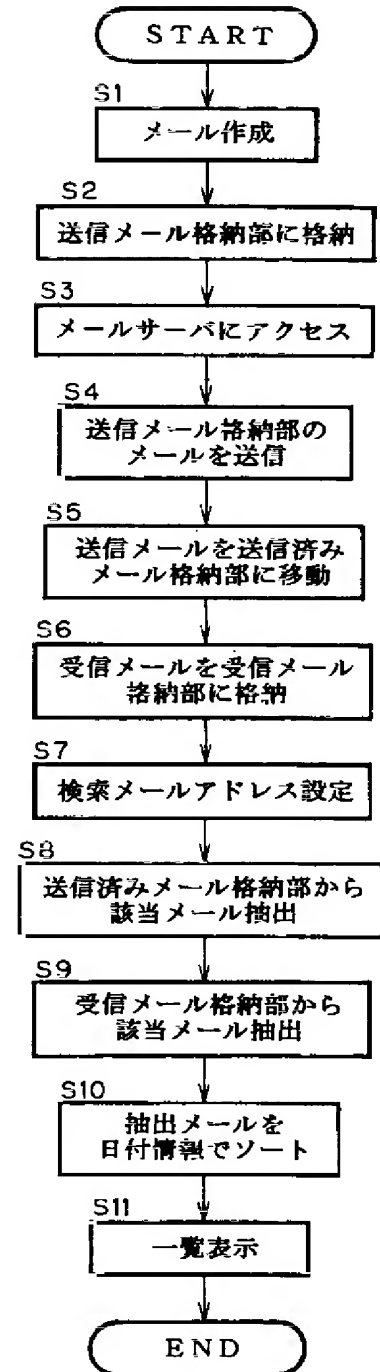 START
S1
メール作成
S2
送信メール格納部に格納
S3
メールサーバにアクセス
S4
送信メール格納部の
メールを送信
S5
送信メールを送信済み
メール格納部に移動
S6
受信メールを受信メール
格納部に格納
S7
検索メールアドレス設定
S8
送信済みメール格納部から
該当メール抽出
S9
受信メール格納部から
該当メール抽出
S10
抽出メールを
日付情報でソート
S11
一覧表示
END